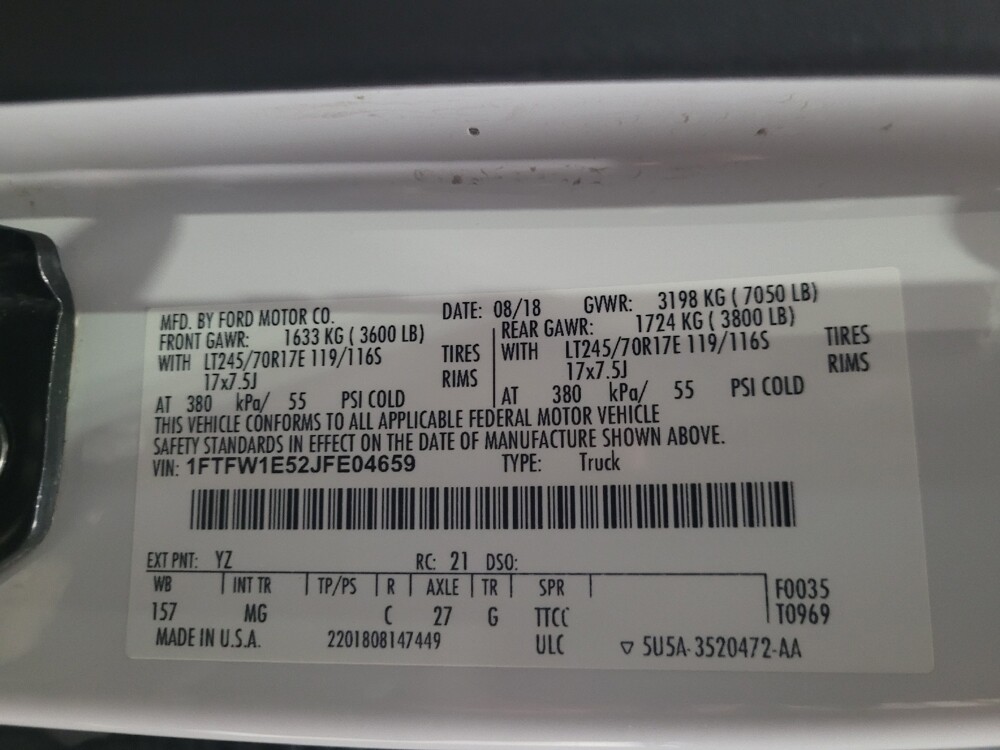 MFD. BY FORD MOTOR CO. DATE: 08/18 GVWR: 3198 KG ( 7050 LB)
FRONT GAWR: 1633 KG ( 3600 LB) REAR GAWR: 1724 KG ( 3800 LB)
WITH LT245/70R17E 119/116S TIRES WITH LT245/70R17E 119/116S TIRES
17x7.5J RIMS 17x7.5J RIMS
AT 380 kPa/ 55 PSI COLD AT 380 kPa/ 55 PSI COLD
THIS VEHICLE CONFORMS TO ALL APPLICABLE FEDERAL MOTOR VEHICLE
SAFETY STANDARDS IN EFFECT ON THE DATE OF MANUFACTURE SHOWN ABOVE.
VIN: 1FTFW1E52JFE04659 TYPE: Truck
EXT PNT: YZ RC: 21 DSO:
WB INT TR TP/PS R AXLE TR SPR F0035
157 MG C 27 G TTCC T0969
MADE IN U.S.A. 2201808147449 ULC ▽ 5U5A-3520472-AA